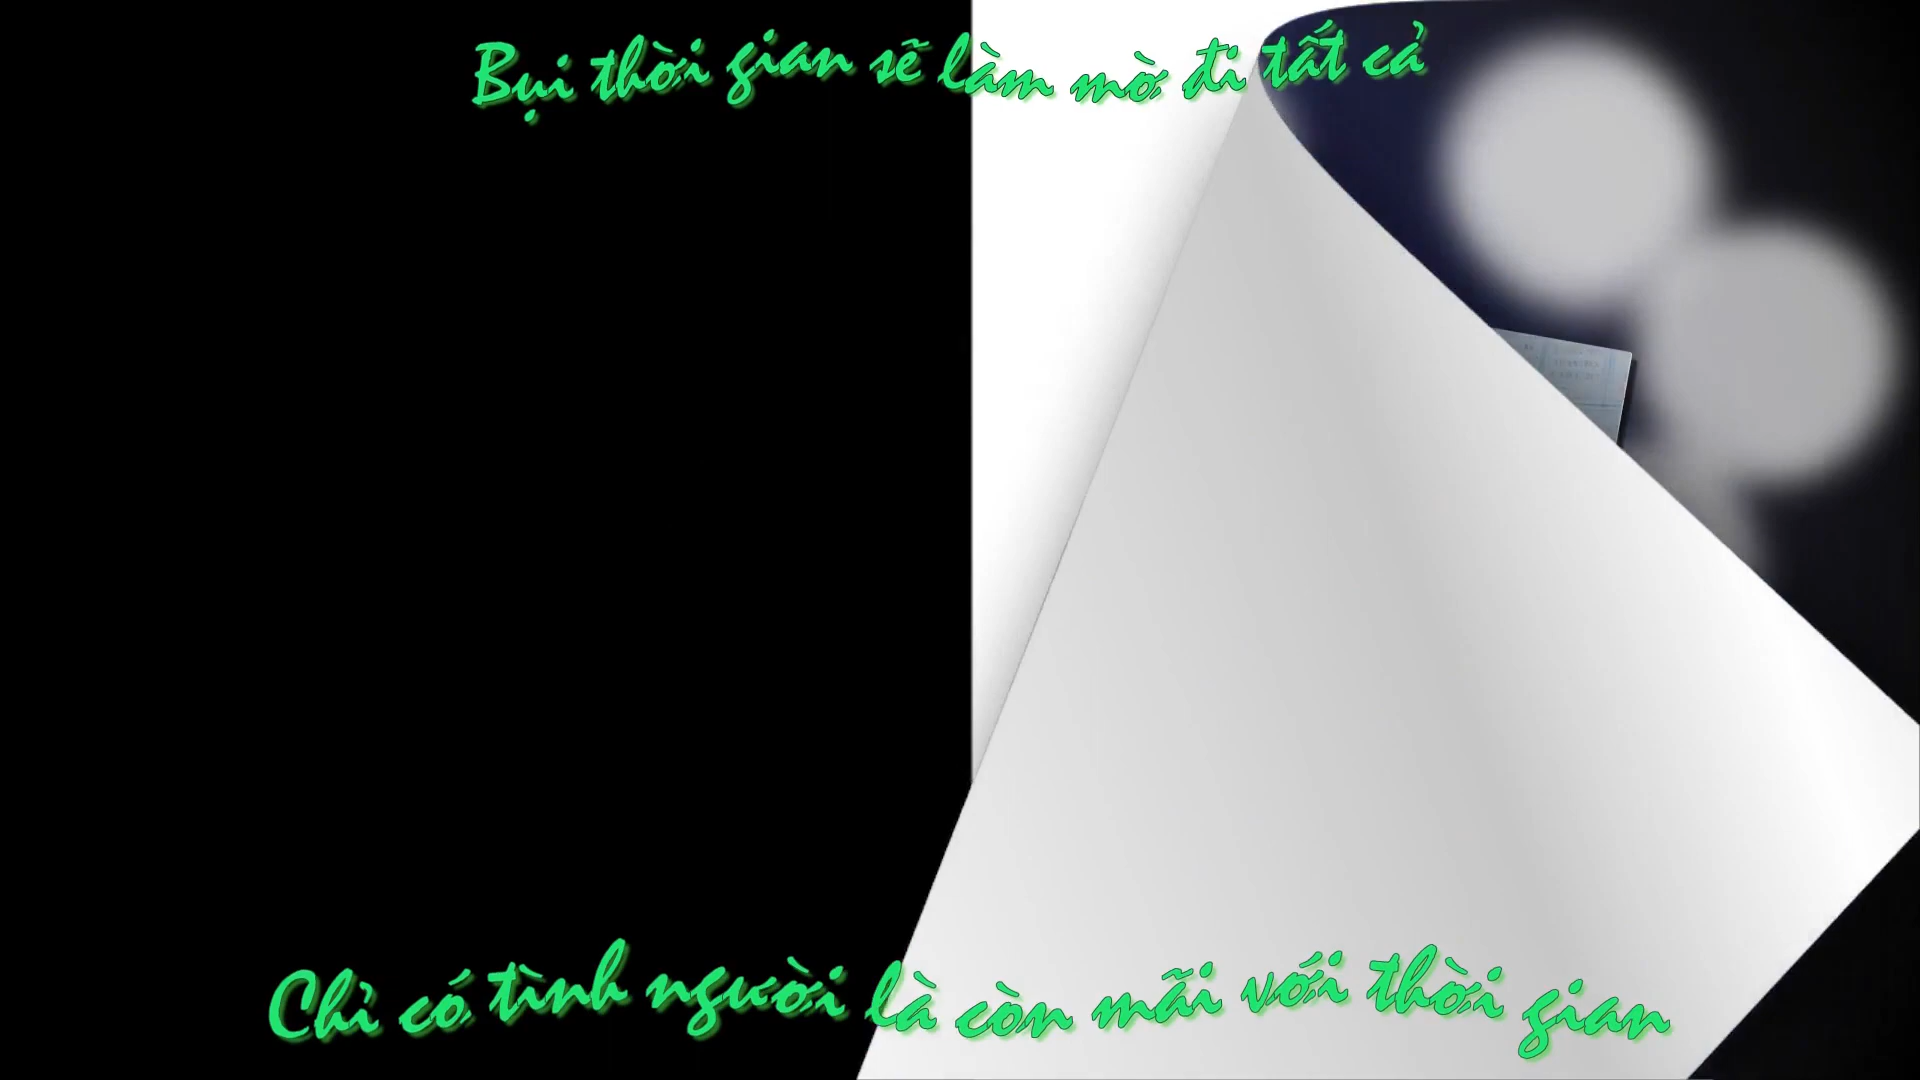 Bụi thời gian sẽ làm mờ đi tất cả
Chỉ có tình người là còn mãi với thời gian